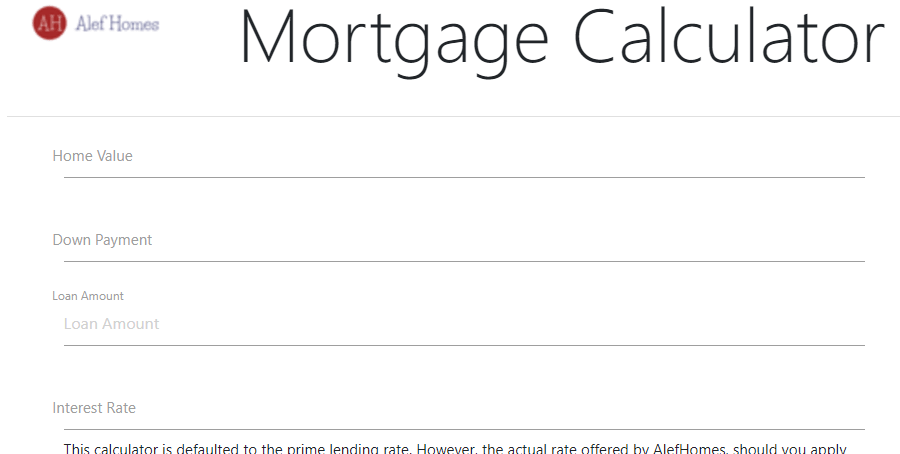 AH Alef Homes
Mortgage Calculator
Home Value
Down Payment
Loan Amount
Loan Amount
Interest Rate
This calculator is defaulted to the prime lending rate. However, the actual rate offered by AlefHomes, should you apply